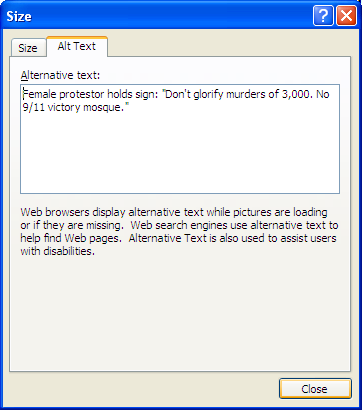 Size
Size Alt Text
Alternative text:
Female protestor holds sign: "Don't glorify murders of 3,000. No
9/11 victory mosque."
Web browsers display alternative text while pictures are loading
or if they are missing. Web search engines use alternative text to
help find Web pages. Alternative Text is also used to assist users
with disabilities.
Close